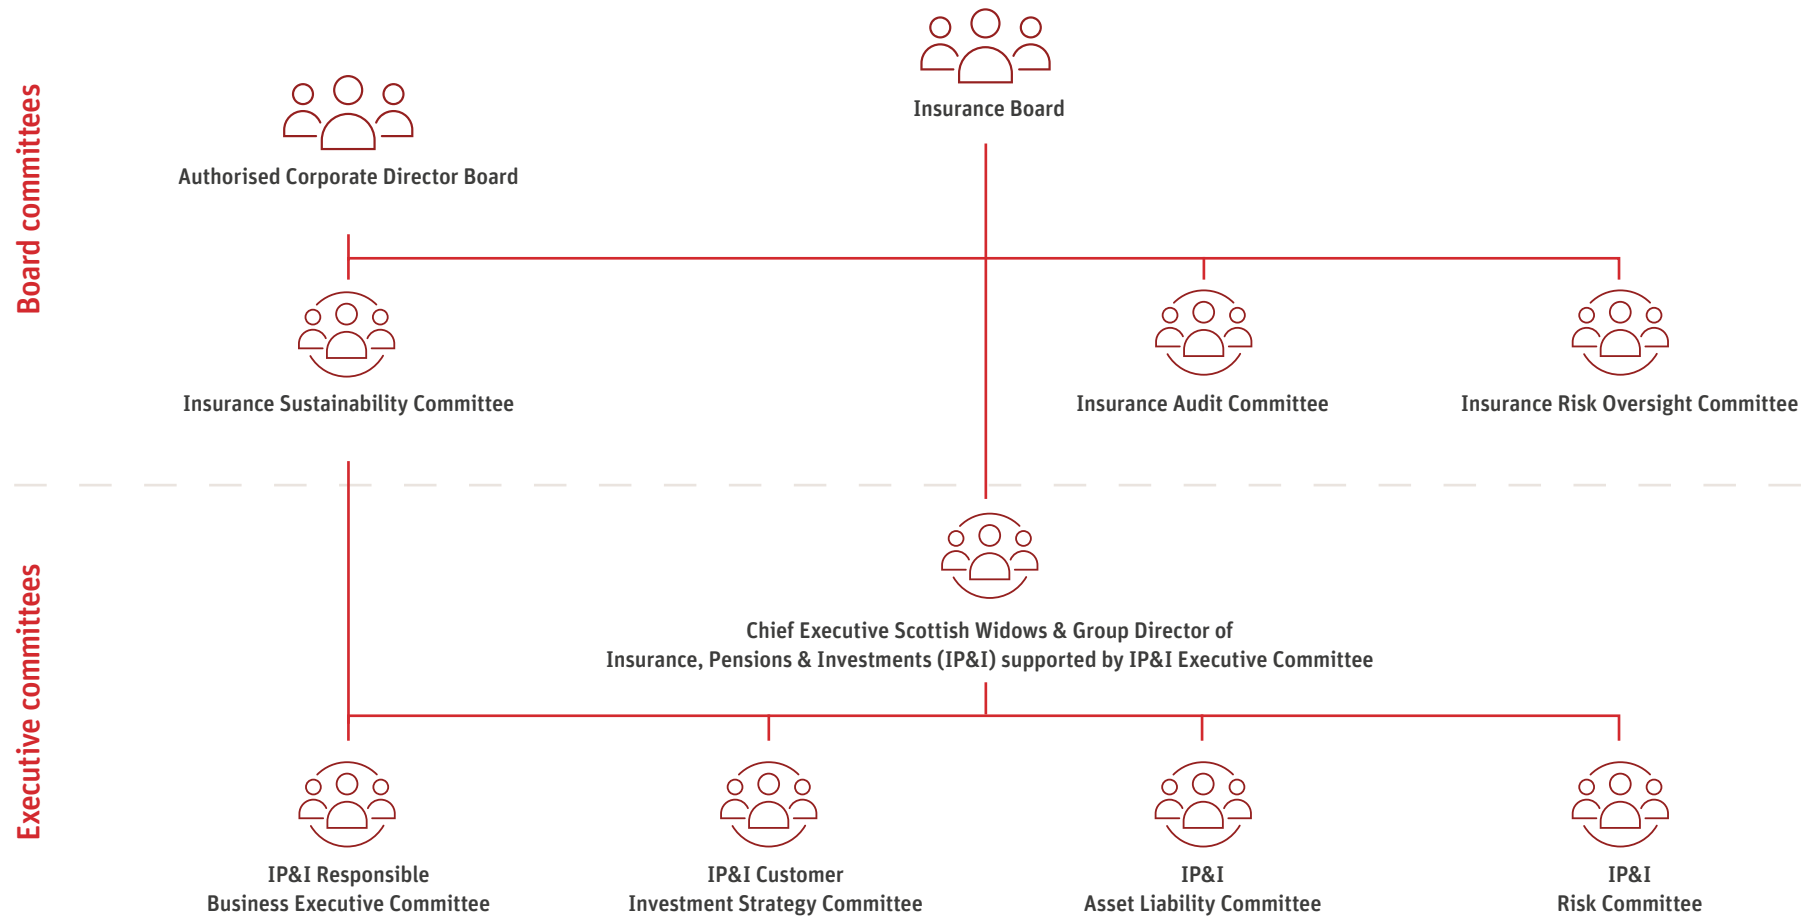 Board committees
Insurance Board
Authorised Corporate Director Board
Insurance Sustainability Committee
Insurance Audit Committee
Insurance Risk Oversight Committee
Executive committees
Chief Executive Scottish Widows & Group Director of
Insurance, Pensions & Investments (IP&I) supported by IP&I Executive Committee
IP&I Responsible
Business Executive Committee
IP&I Customer
Investment Strategy Committee
IP&I
Asset Liability Committee
IP&I
Risk Committee